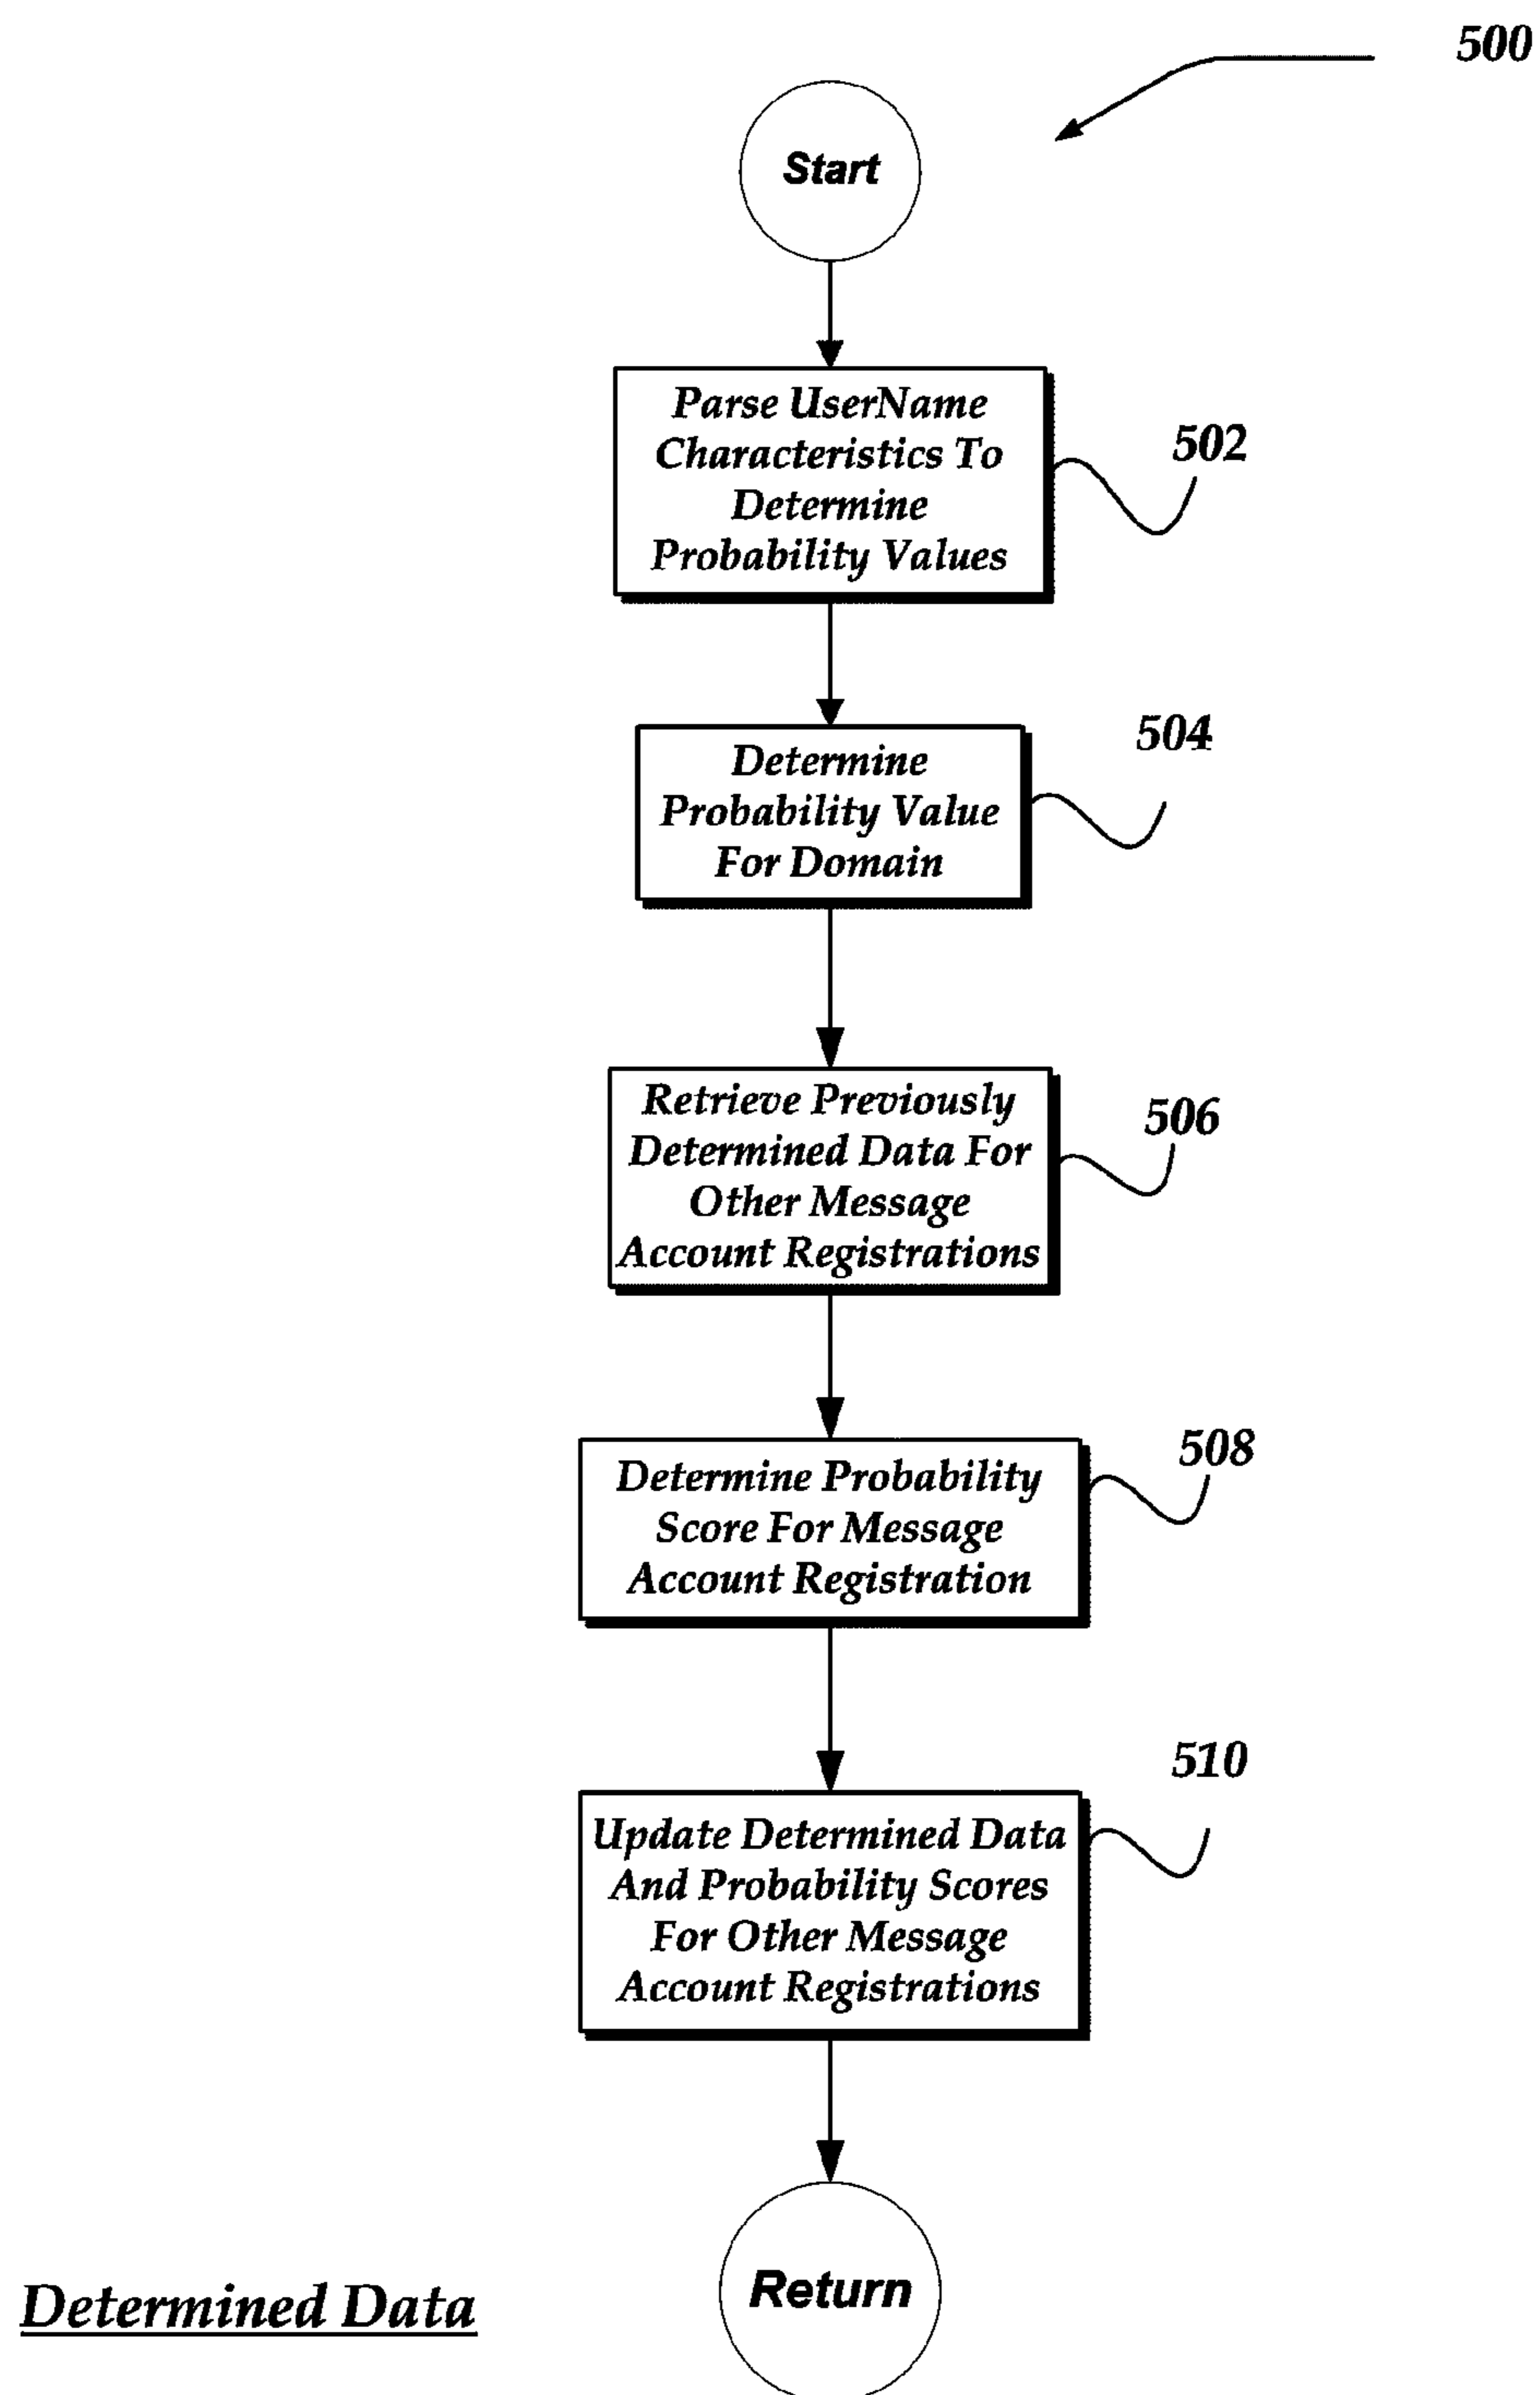 500
Start
Parse UserName
Characteristics To
Determine
Probability Values
502
Determine
Probability Value
For Domain
504
Retrieve Previously
Determined Data For
Other Message
Account Registrations
506
Determine Probability
Score For Message
Account Registration
508
Update Determined Data
And Probability Scores
For Other Message
Account Registrations
510
Return
Determined Data